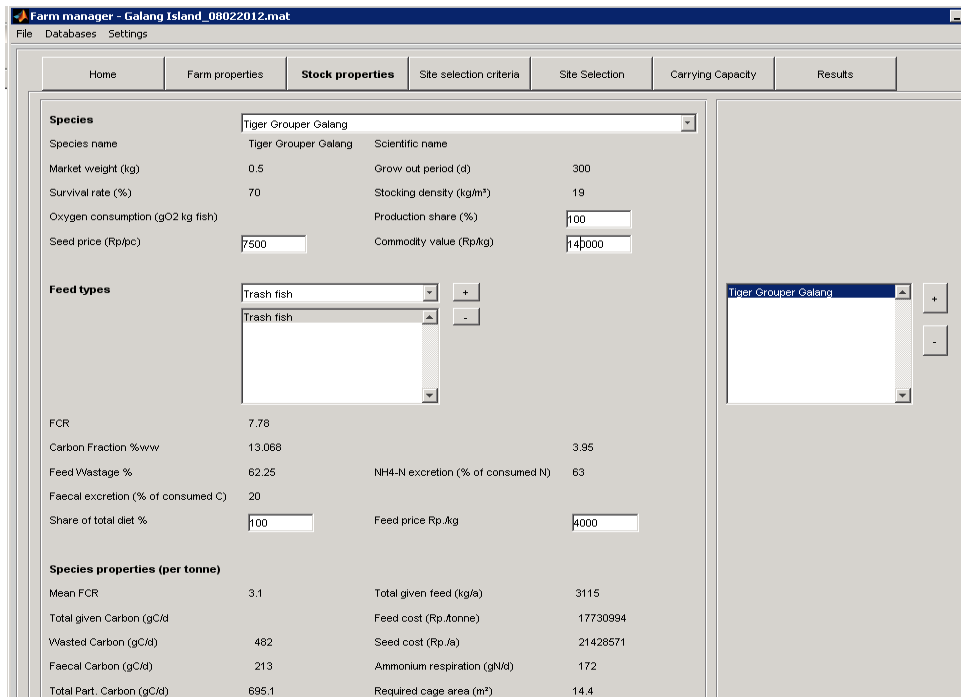 Farm manager - Galang Island_08022012.mat
File Databases Settings
Home Farm properties Stock properties Site selection criteria Site Selection Carrying Capacity Results
Species Tiger Grouper Galang
Species name Tiger Grouper Galang Scientific name
Market weight (kg) 0.5 Grow out period (d) 300
Survival rate (%) 70 Stocking density (kg/m³) 19
Oxygen consumption (gO2 kg fish) Production share (%) 100
Seed price (Rp/pc) 7500 Commodity value (Rp/kg) 140000
Feed types Trash fish +
Trash fish -
Tiger Grouper Galang +
-
FCR 7.78
Carbon Fraction %ww 13.068 3.95
Feed Wastage % 62.25 NH4-N excretion (% of consumed N) 63
Faecal excretion (% of consumed C) 20
Share of total diet % 100 Feed price Rp./kg 4000
Species properties (per tonne)
Mean FCR 3.1 Total given feed (kg/a) 3115
Total given Carbon (gC/d Feed cost (Rp./tonne) 17730994
Wasted Carbon (gC/d) 482 Seed cost (Rp./a) 21428571
Faecal Carbon (gC/d) 213 Ammonium respiration (gN/d) 172
Total Part. Carbon (gC/d) 695.1 Required cage area (m²) 14.4